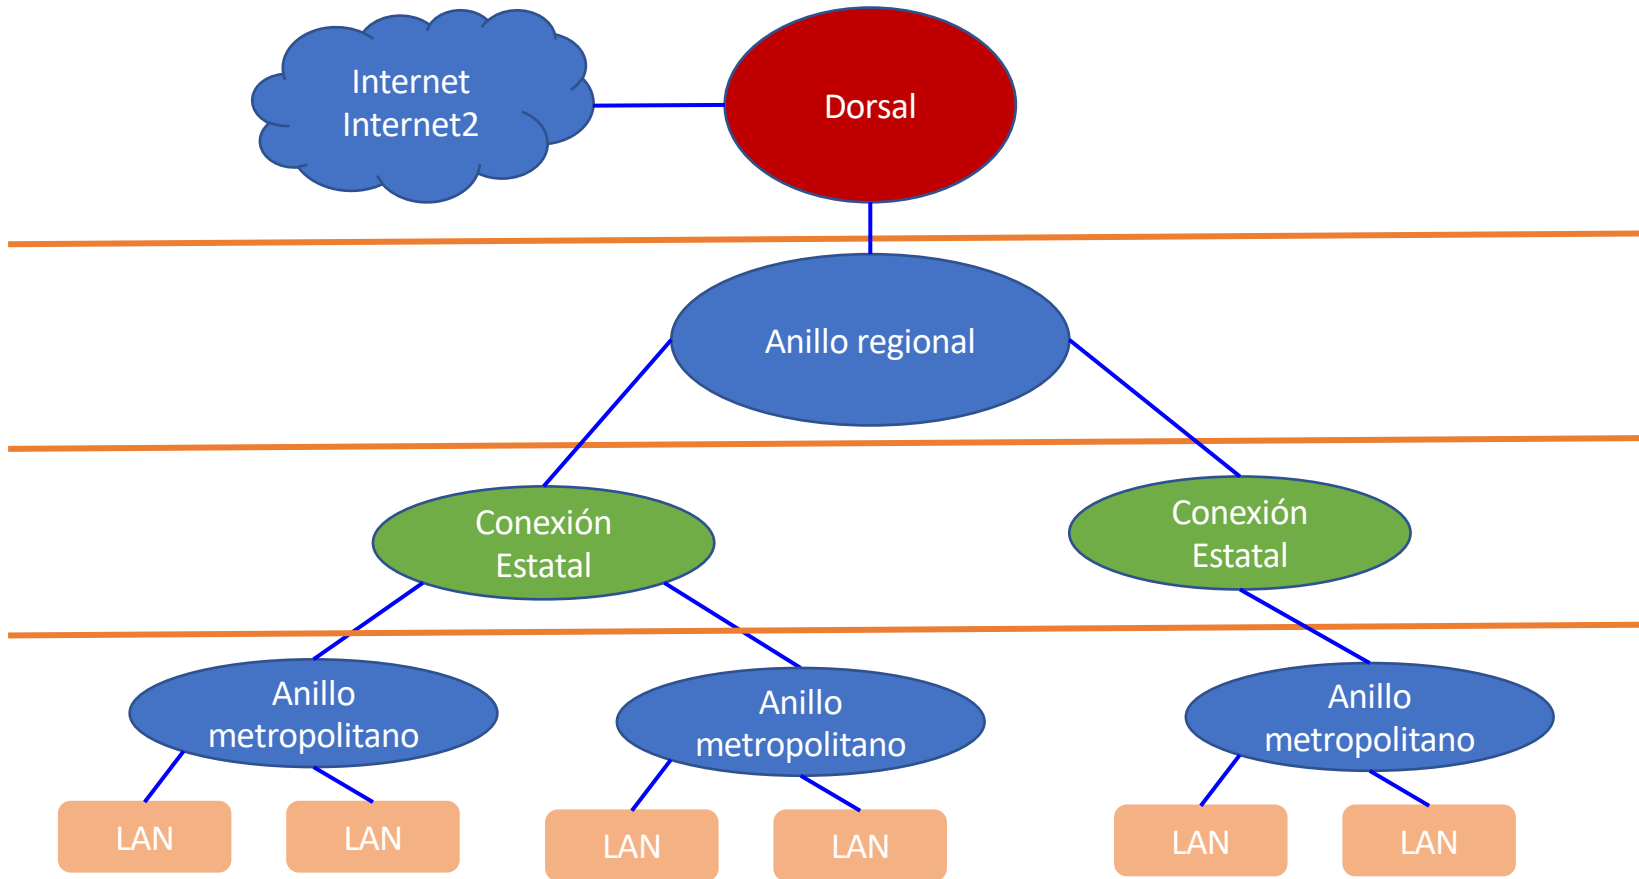 Internet
Internet2
Dorsal
Anillo regional
Conexión
Estatal
Conexión
Estatal
Anillo
metropolitano
Anillo
metropolitano
Anillo
metropolitano
LAN
LAN
LAN
LAN
LAN
LAN